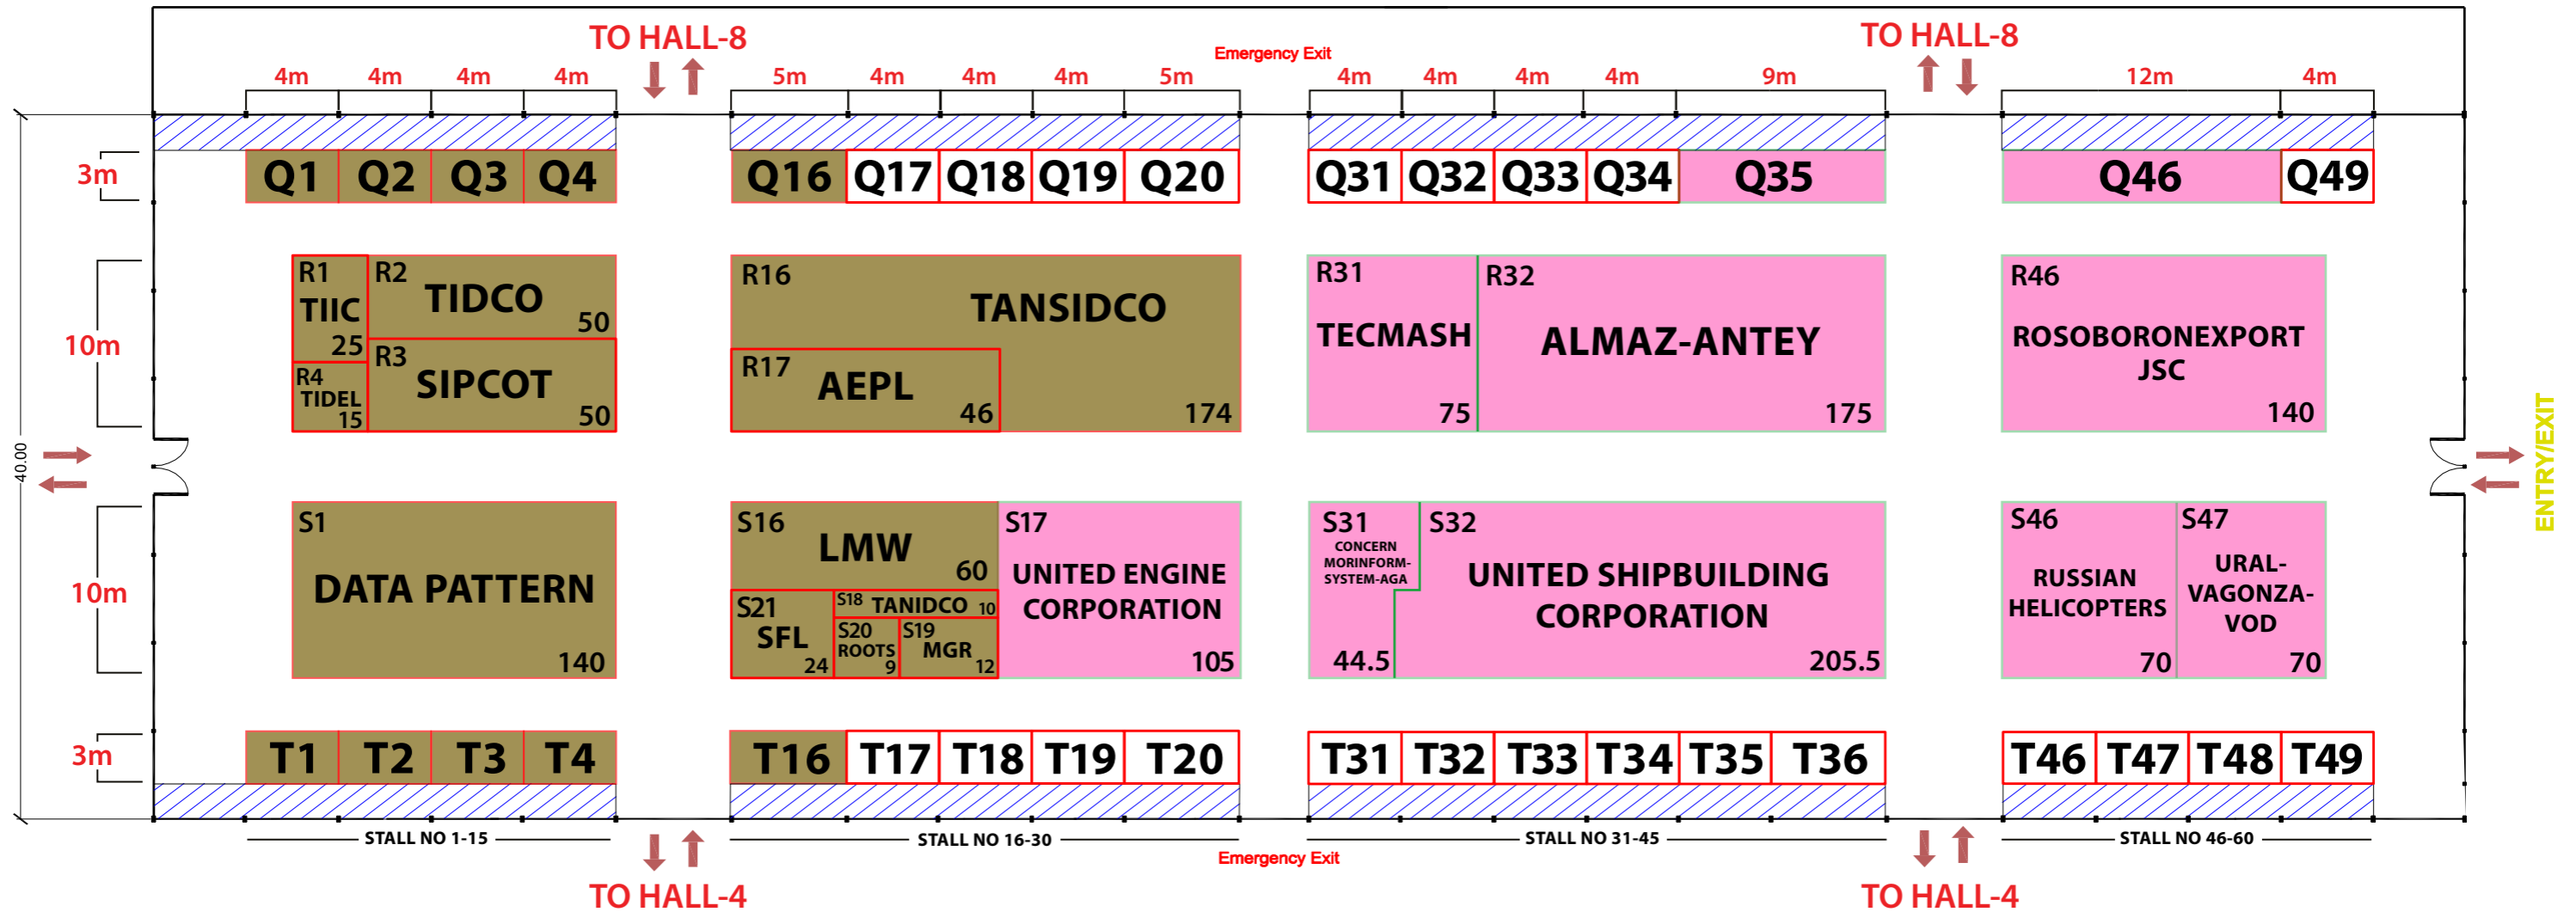 TO HALL-8
Emergency Exit
TO HALL-8
4m 4m 4m 4m 5m 4m 4m 4m 5m 4m 4m 4m 4m 9m 12m 4m
3m
Q1 Q2 Q3 Q4 Q16 Q17 Q18 Q19 Q20 Q31 Q32 Q33 Q34 Q35 Q46 Q49
10m
R1
TIIC
25
R2
TIDCO
50
R4
TIDEL
15
R3
SIPCOT
50
R16
TANSIDCO
174
R17
AEPL
46
R31
TECMASH
75
R32
ALMAZ-ANTEY
175
R46
ROSOBORONEXPORT
JSC
140
40.00
ENTRY/EXIT
10m
S1
DATA PATTERN
140
S16
LMW
60
S21
SFL
24
S18 TANIDCO 10
S20
ROOTS
9
S19
MGR
12
S17
UNITED ENGINE
CORPORATION
105
S31
CONCERN
MORINFORM-
SYSTEM-AGA
44.5
S32
UNITED SHIPBUILDING
CORPORATION
205.5
S46
RUSSIAN
HELICOPTERS
70
S47
URAL-
VAGONZA-
VOD
70
3m
T1 T2 T3 T4 T16 T17 T18 T19 T20 T31 T32 T33 T34 T35 T36 T46 T47 T48 T49
STALL NO 1-15
STALL NO 16-30
STALL NO 31-45
STALL NO 46-60
TO HALL-4
Emergency Exit
TO HALL-4